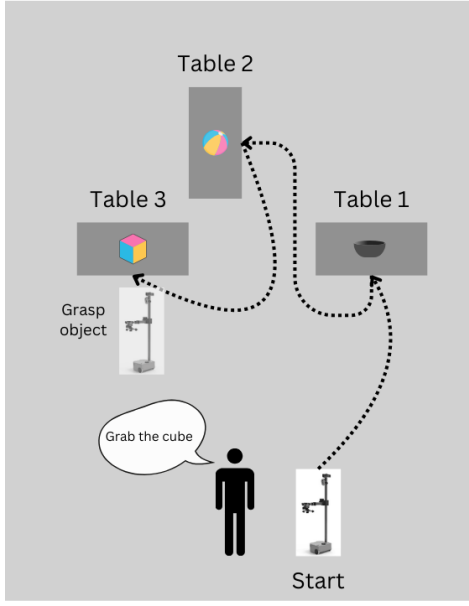 Table 2
Table 3
Table 1
Grasp
object
Grab the cube
Start